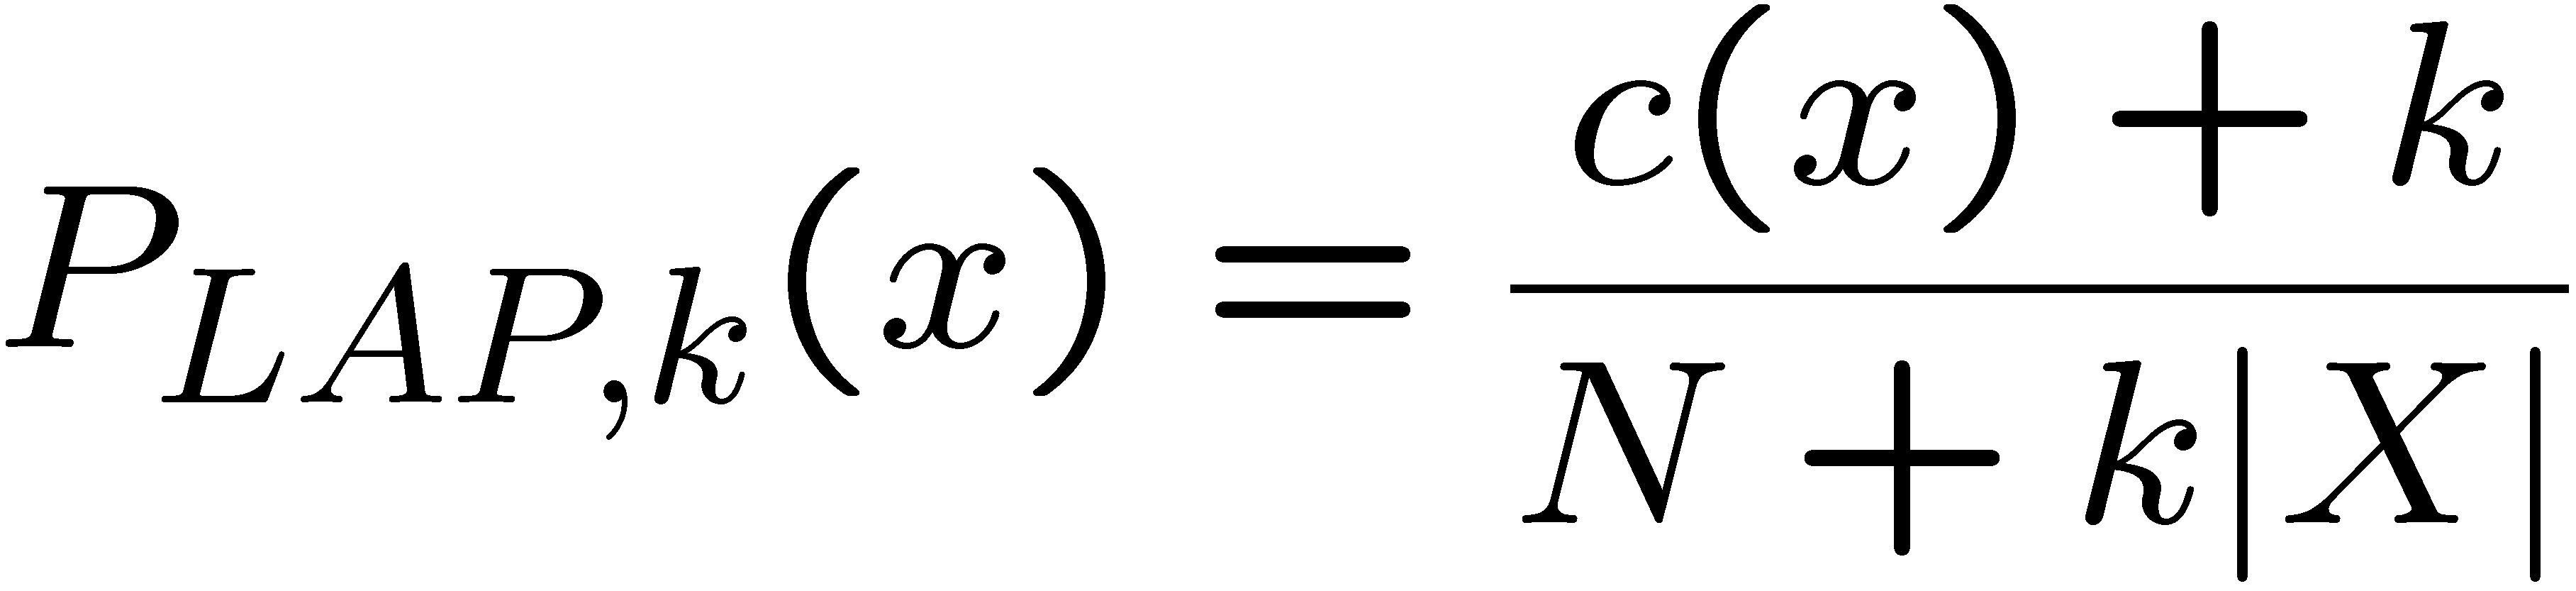 P_{LAP,k}(x) = \frac{c(x) + k}{N + k|X|}